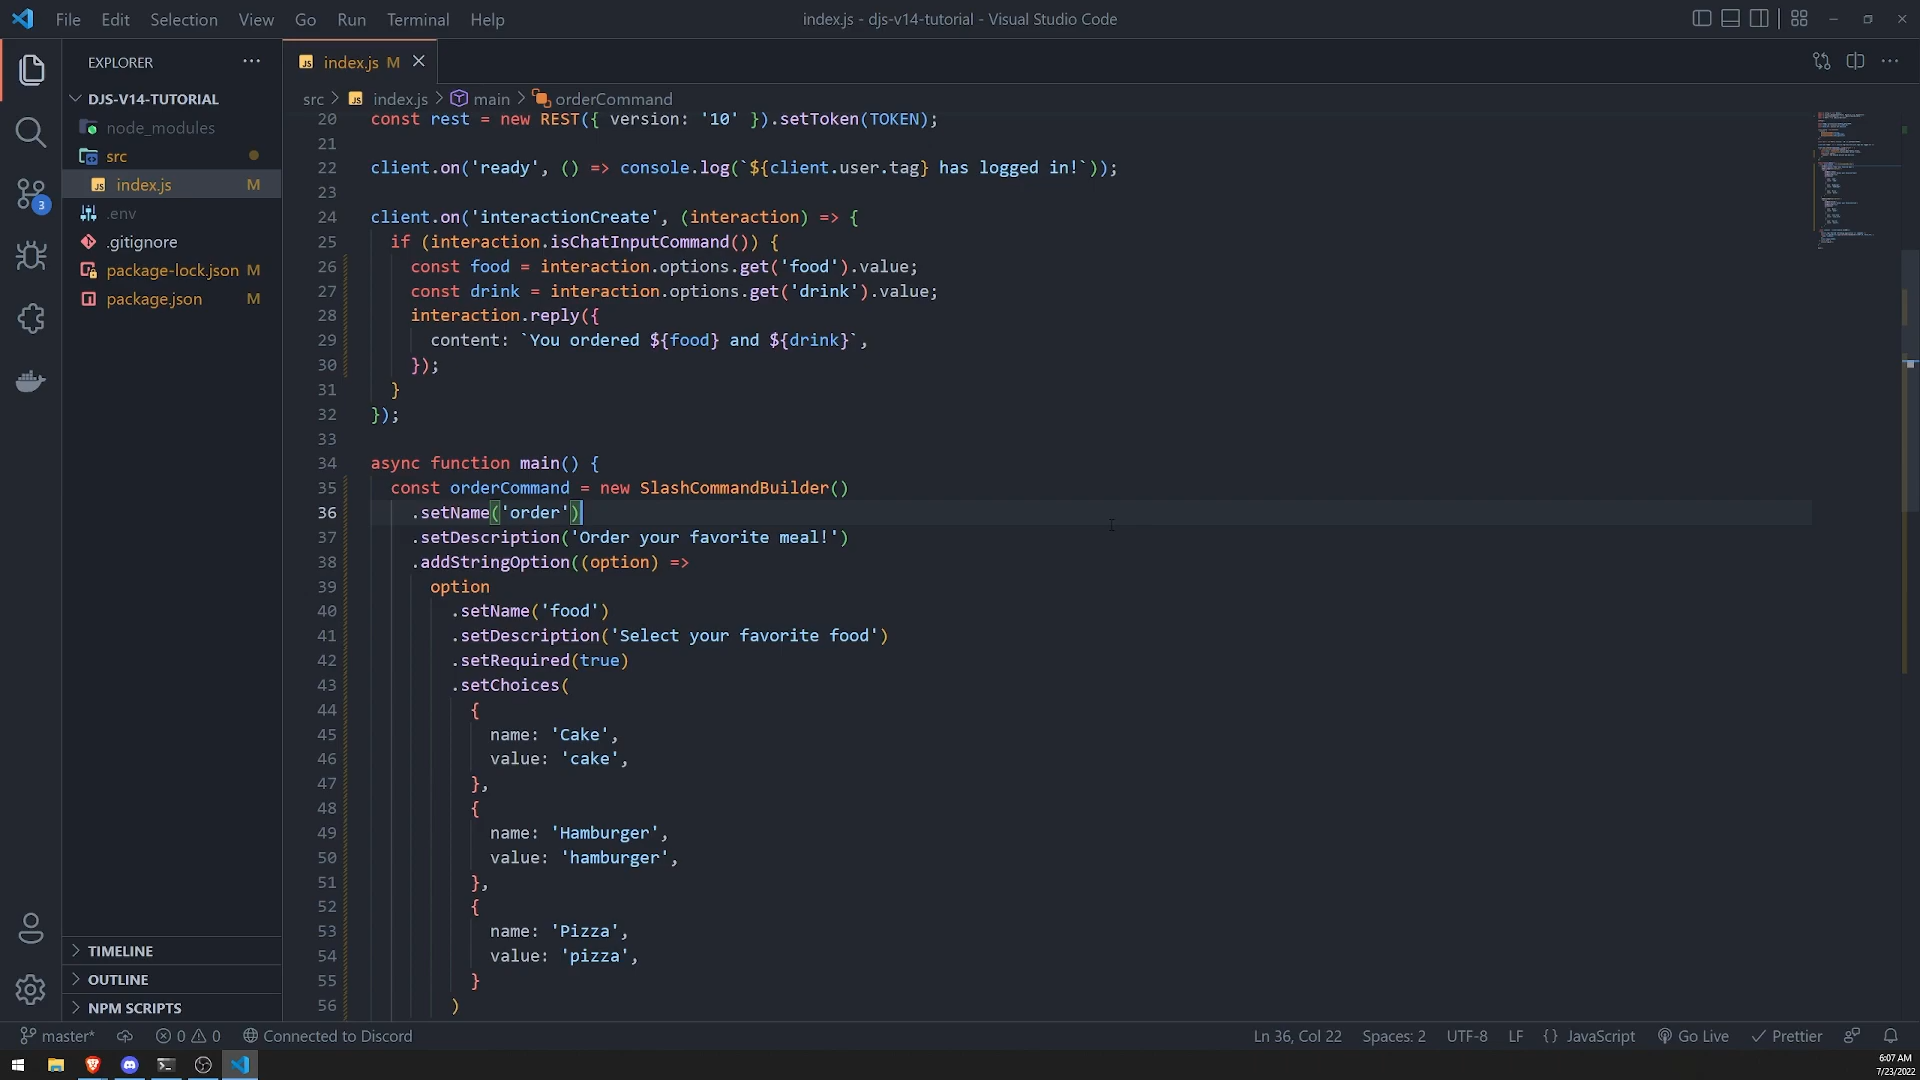 File Edit Selection View Go Run Terminal Help
index.js - djs-v14-tutorial - Visual Studio Code
EXPLORER
DJS-V14-TUTORIAL
node_modules
src
index.js M
.env
.gitignore
package-lock.json M
package.json M
3
TIMELINE
OUTLINE
NPM SCRIPTS
index.js M
src > index.js > main > orderCommand
20 const rest = new REST({ version: '10' }).setToken(TOKEN);
21
22 client.on('ready', () => console.log(`${client.user.tag} has logged in!`));
23
24 client.on('interactionCreate', (interaction) => {
25 if (interaction.isChatInputCommand()) {
26 const food = interaction.options.get('food').value;
27 const drink = interaction.options.get('drink').value;
28 interaction.reply({
29 content: `You ordered ${food} and ${drink}`,
30 });
31 }
32 });
33
34 async function main() {
35 const orderCommand = new SlashCommandBuilder()
36 .setName('order')
37 .setDescription('Order your favorite meal!')
38 .addStringOption((option) =>
39 option
40 .setName('food')
41 .setDescription('Select your favorite food')
42 .setRequired(true)
43 .setChoices(
44 {
45 name: 'Cake',
46 value: 'cake',
47 },
48 {
49 name: 'Hamburger',
50 value: 'hamburger',
51 },
52 {
53 name: 'Pizza',
54 value: 'pizza',
55 }
56 )
master* 0 0 Connected to Discord
Ln 36, Col 22 Spaces: 2 UTF-8 LF {} JavaScript Go Live Prettier
6:07 AM
7/23/2022